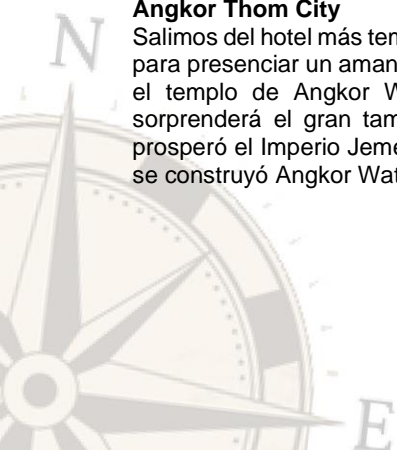 Angkor Thom City
N
Salimos del hotel más
para presenciar un aman
el templo de Angkor W
sorprenderá el gran tam
prosperó el Imperio Jeme
se construyó Angkor Wat
E